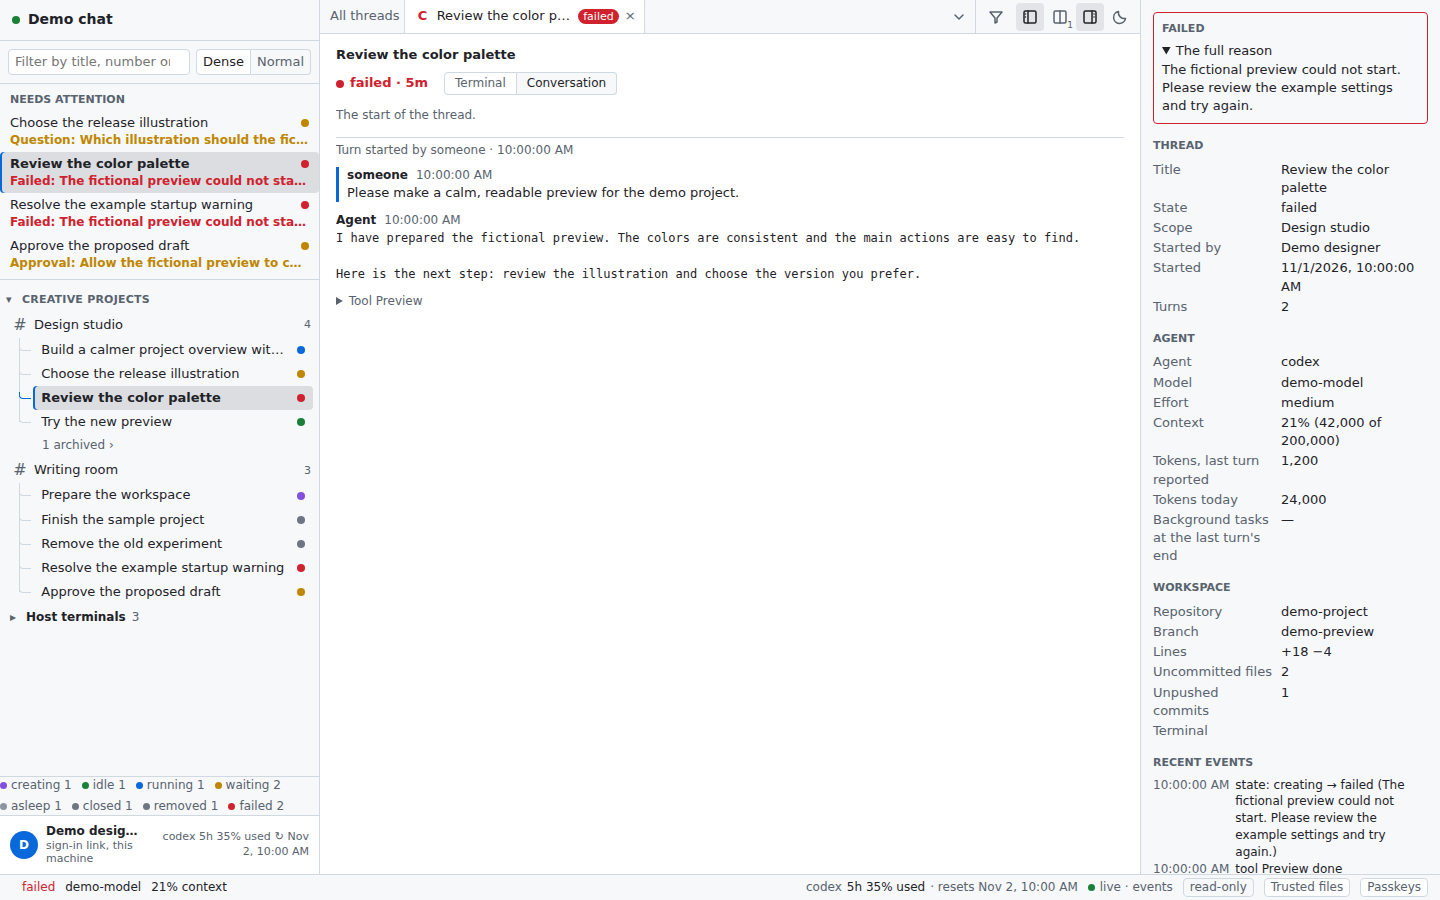 Demo chat
Filter by title, number or
Dense
Normal
NEEDS ATTENTION
Choose the release illustration
Question: Which illustration should the fic...
Review the color palette
Failed: The fictional preview could not sta...
Resolve the example startup warning
Failed: The fictional preview could not sta...
Approve the proposed draft
Approval: Allow the fictional preview to c...
▾ CREATIVE PROJECTS
# Design studio 4
Build a calmer project overview wit...
Choose the release illustration
Review the color palette
Try the new preview
1 archived ›
# Writing room 3
Prepare the workspace
Finish the sample project
Remove the old experiment
Resolve the example startup warning
Approve the proposed draft
▸ Host terminals 3
creating 1 idle 1 running 1 waiting 2
asleep 1 closed 1 removed 1 failed 2
D
Demo desig...
sign-in link, this
machine
codex 5h 35% used ↻ Nov
2, 10:00 AM
All threads
C Review the color p... failed ×
1
Review the color palette
failed · 5m
Terminal
Conversation
The start of the thread.
Turn started by someone · 10:00:00 AM
someone 10:00:00 AM
Please make a calm, readable preview for the demo project.
Agent 10:00:00 AM
I have prepared the fictional preview. The colors are consistent and the main actions are easy to find.
Here is the next step: review the illustration and choose the version you prefer.
▶ Tool Preview
FAILED
▼ The full reason
The fictional preview could not start.
Please review the example settings
and try again.
THREAD
Title Review the color
palette
State failed
Scope Design studio
Started by Demo designer
Started 11/1/2026, 10:00:00
AM
Turns 2
AGENT
Agent codex
Model demo-model
Effort medium
Context 21% (42,000 of
200,000)
Tokens, last turn 1,200
reported
Tokens today 24,000
Background tasks —
at the last turn's
end
WORKSPACE
Repository demo-project
Branch demo-preview
Lines +18 −4
Uncommitted files 2
Unpushed 1
commits
Terminal
RECENT EVENTS
10:00:00 AM state: creating → failed (The
fictional preview could not
start. Please review the
example settings and try
again.)
10:00:00 AM tool Preview done
failed demo-model 21% context
codex 5h 35% used · resets Nov 2, 10:00 AM
live · events
read-only
Trusted files
Passkeys